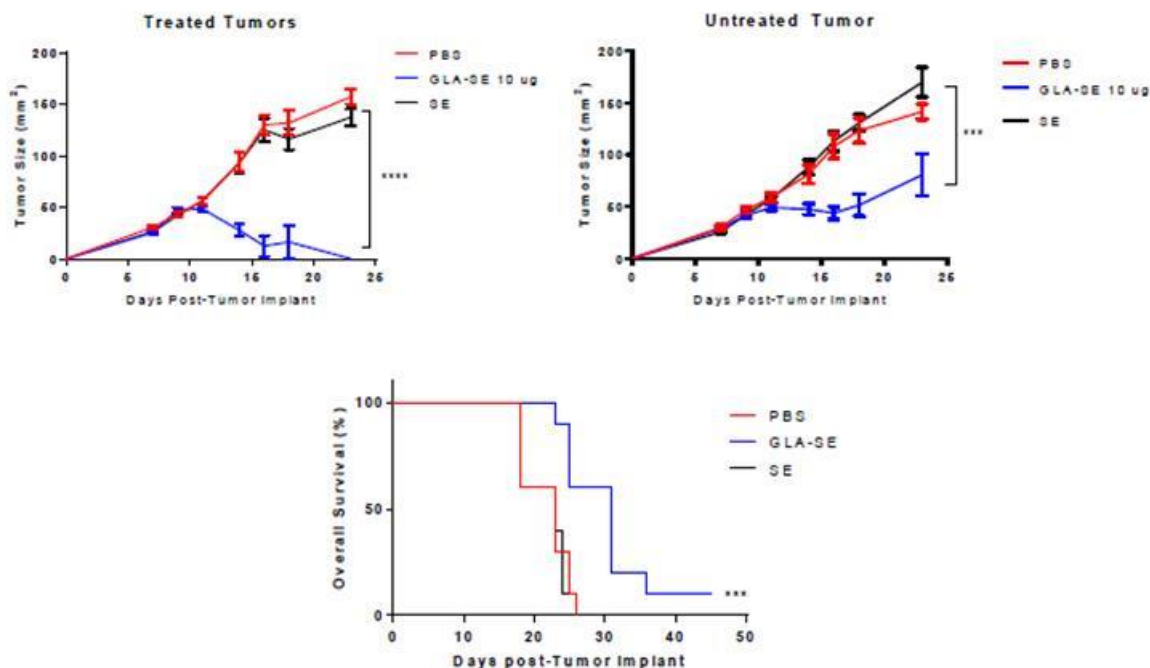 Treated Tumors
PBS
GLA-SE 10 ug
SE
Tumor Size (mm²)
200
150
100
50
0
****
0 5 10 15 20 25
Days Post-Tumor Implant
Untreated Tumor
PBS
GLA-SE 10 ug
SE
Tumor Size (mm²)
200
150
100
50
0
***
0 5 10 15 20 25
Days Post-Tumor Implant
PBS
GLA-SE
SE
Overall Survival (%)
100
50
0
***
0 10 20 30 40 50
Days post-Tumor Implant